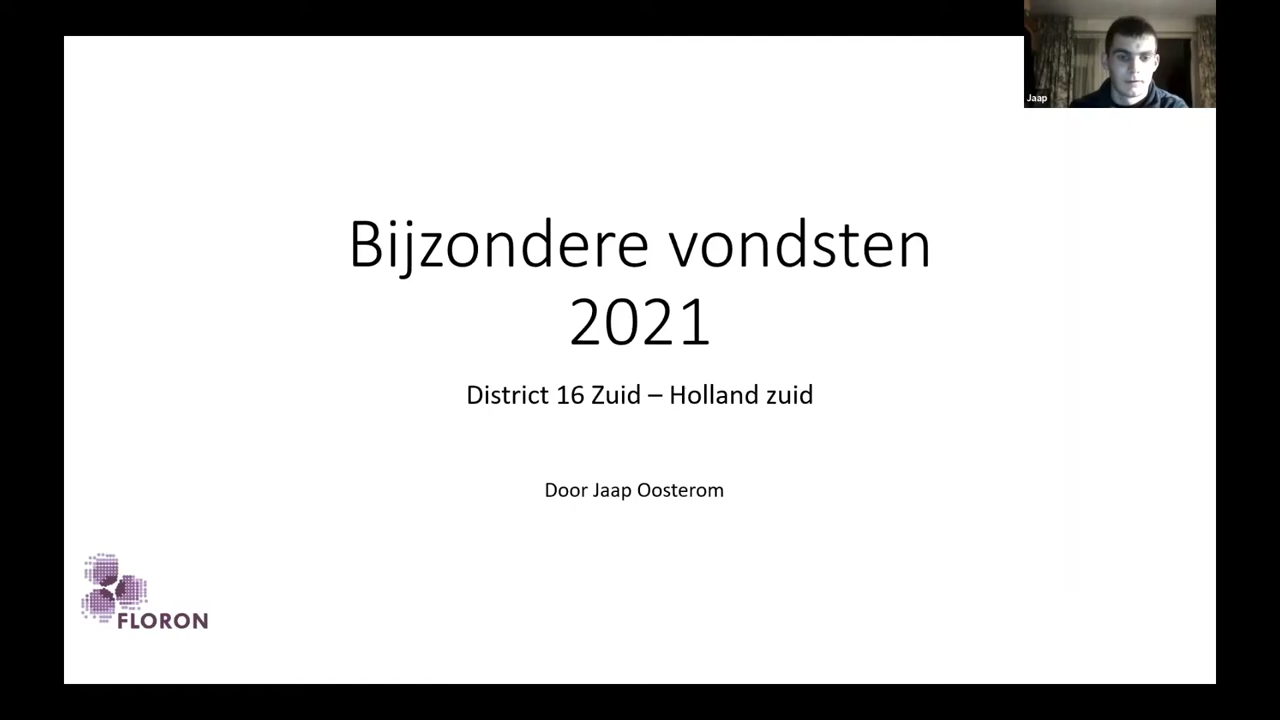 Jaap
Bijzondere vondsten
2021
District 16 Zuid – Holland zuid
Door Jaap Oosterom
FLORON